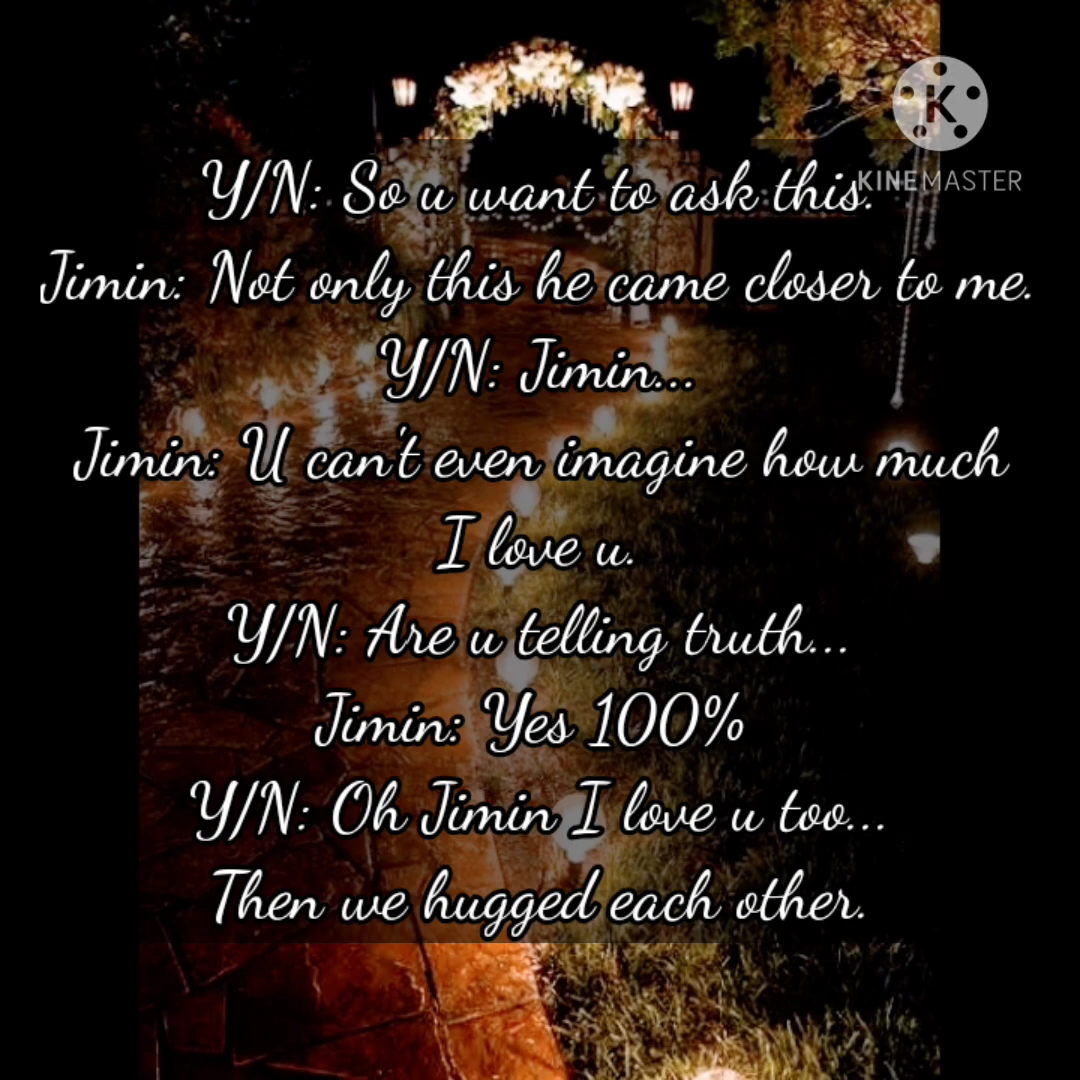 KINEMASTER
Y/N: So u want to ask this.
Jimin: Not only this he came closer to me.
Y/N: Jimin...
Jimin: U can't even imagine how much
I love u.
Y/N: Are u telling truth...
Jimin: Yes 100%
Y/N: Oh Jimin I love u too...
Then we hugged each other.